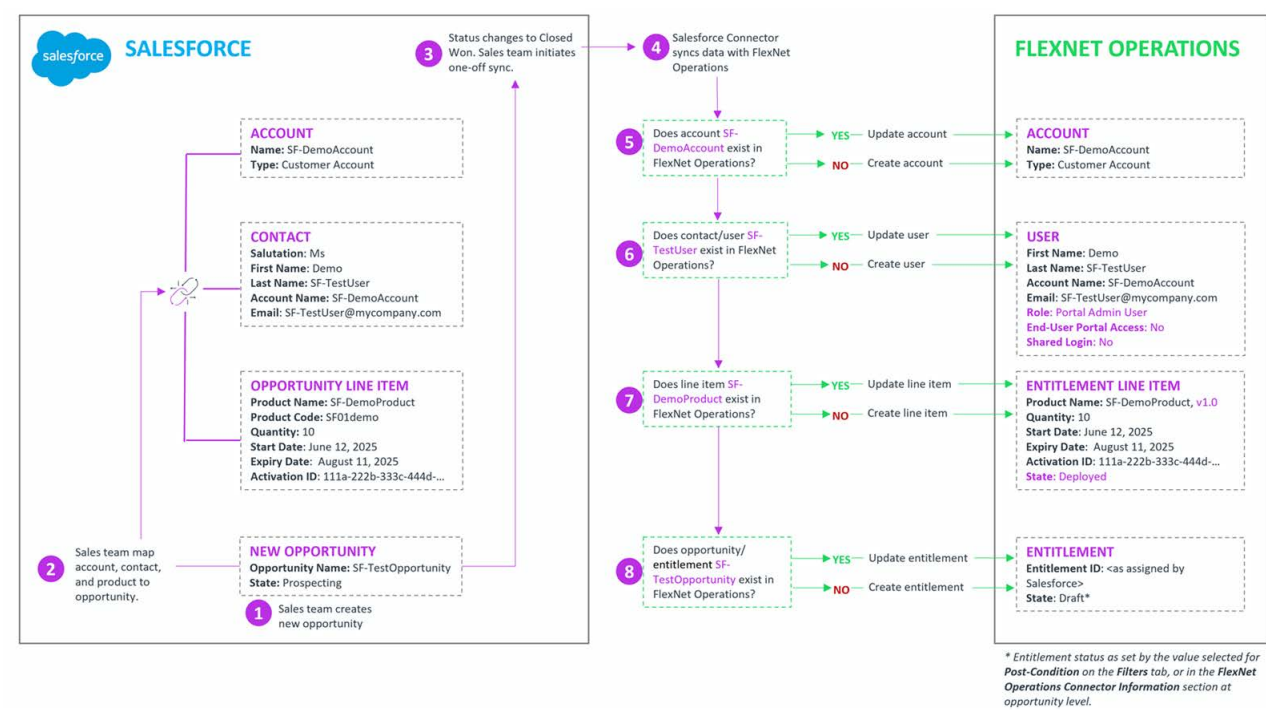 salesforce
SALESFORCE
3
Status changes to Closed
Won. Sales team initiates
one-off sync.
4
Salesforce Connector
syncs data with FlexNet
Operations
FLEXNET OPERATIONS
ACCOUNT
Name: SF-DemoAccount
Type: Customer Account
CONTACT
Salutation: Ms
First Name: Demo
Last Name: SF-TestUser
Account Name: SF-DemoAccount
Email: SF-TestUser@mycompany.com
OPPORTUNITY LINE ITEM
Product Name: SF-DemoProduct
Product Code: SF01demo
Quantity: 10
Start Date: June 12, 2025
Expiry Date: August 11, 2025
Activation ID: 111a-222b-333c-444d-...
2
Sales team map
account, contact,
and product to
opportunity.
NEW OPPORTUNITY
Opportunity Name: SF-TestOpportunity
State: Prospecting
1
Sales team creates
new opportunity
5
Does account SF-
DemoAccount exist in
FlexNet Operations?
YES
Update account
NO
Create account
ACCOUNT
Name: SF-DemoAccount
Type: Customer Account
6
Does contact/user SF-
TestUser exist in FlexNet
Operations?
YES
Update user
NO
Create user
USER
First Name: Demo
Last Name: SF-TestUser
Account Name: SF-DemoAccount
Email: SF-TestUser@mycompany.com
Role: Portal Admin User
End-User Portal Access: No
Shared Login: No
7
Does line item SF-
DemoProduct exist in
FlexNet Operations?
YES
Update line item
NO
Create line item
ENTITLEMENT LINE ITEM
Product Name: SF-DemoProduct, v1.0
Quantity: 10
Start Date: June 12, 2025
Expiry Date: August 11, 2025
Activation ID: 111a-222b-333c-444d-...
State: Deployed
8
Does opportunity/
entitlement SF-
TestOpportunity exist in
FlexNet Operations?
YES
Update entitlement
NO
Create entitlement
ENTITLEMENT
Entitlement ID: <as assigned by
Salesforce>
State: Draft*
* Entitlement status as set by the value selected for
Post-Condition on the Filters tab, or in the FlexNet
Operations Connector Information section at
opportunity level.